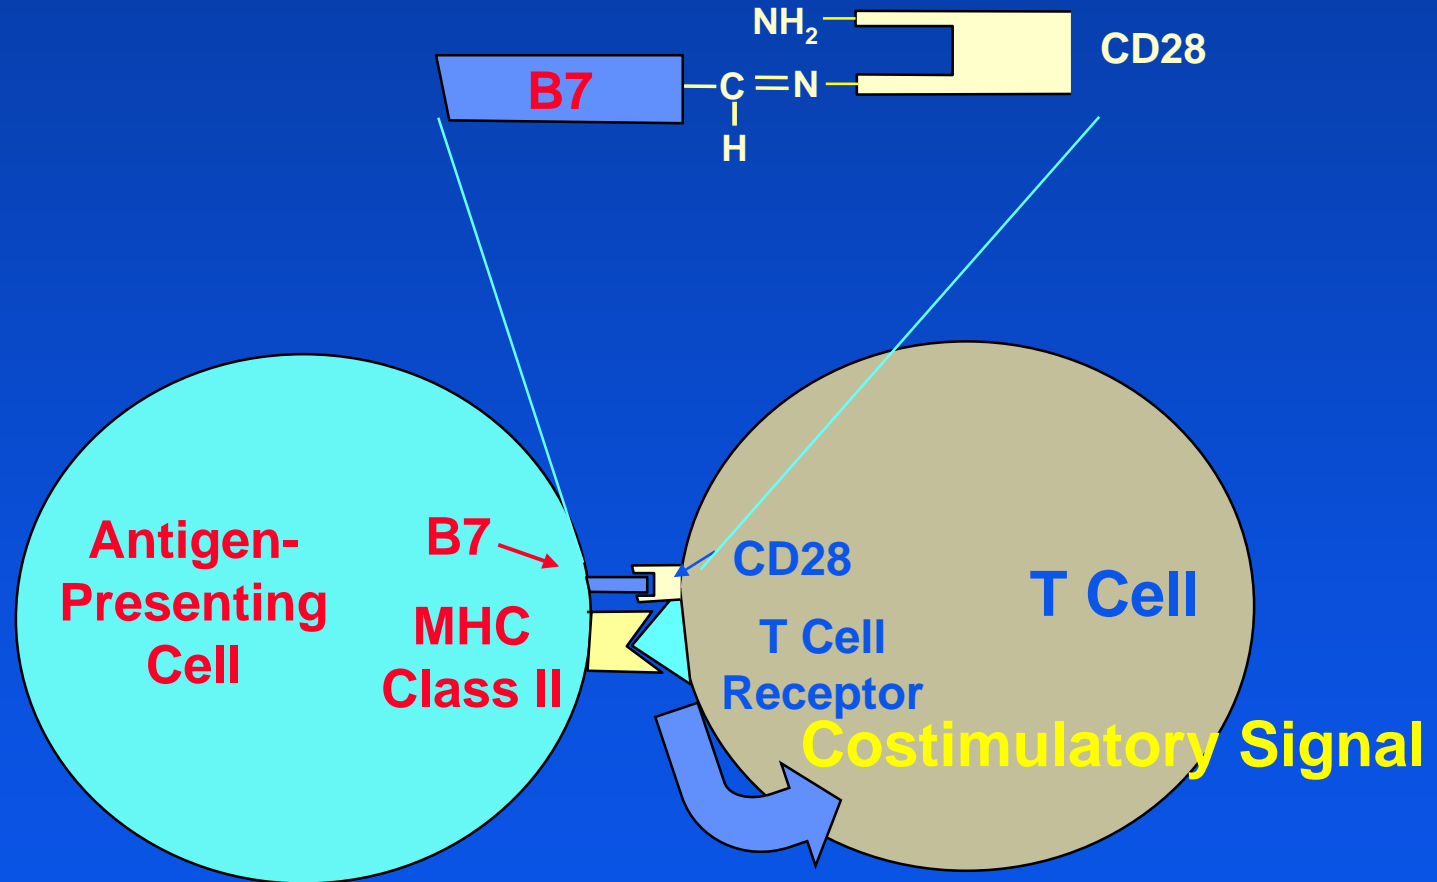 NH2
CD28
B7
C=N
H
Antigen-
Presenting
Cell
B7
MHC
Class II
CD28
T Cell
Receptor
T Cell
Costimulatory Signal